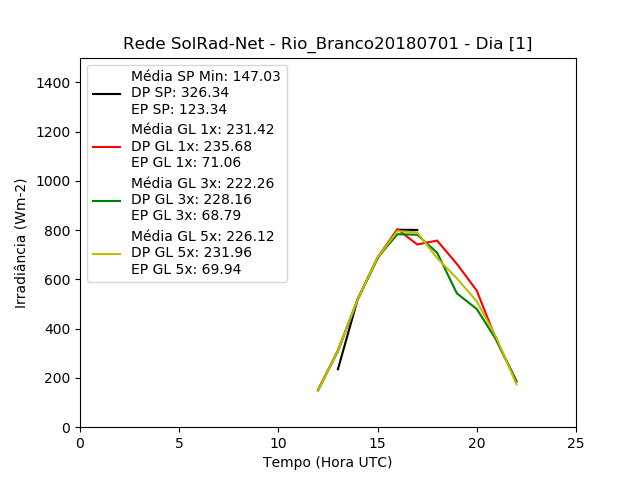 Rede SolRad-Net - Rio_Branco20180701 - Dia [1]
Média SP Min: 147.03
DP SP: 326.34
EP SP: 123.34
Média GL 1x: 231.42
DP GL 1x: 235.68
EP GL 1x: 71.06
Média GL 3x: 222.26
DP GL 3x: 228.16
EP GL 3x: 68.79
Média GL 5x: 226.12
DP GL 5x: 231.96
EP GL 5x: 69.94
Irradiância (Wm-2)
1400
1200
1000
800
600
400
200
0
0 5 10 15 20 25
Tempo (Hora UTC)